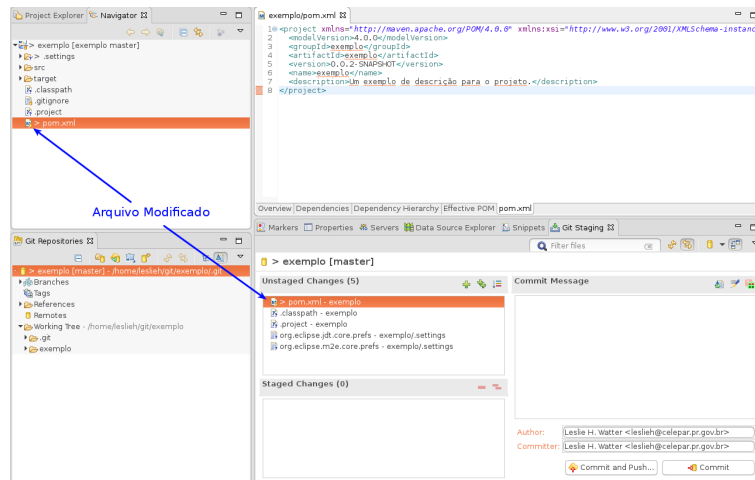 Project Explorer Navigator
> exemplo [exemplo master]
> .settings
src
target
.classpath
.gitignore
.project
> pom.xml
Arquivo Modificado
exemplo/pom.xml
1 <project xmlns="http://maven.apache.org/POM/4.0.0" xmlns:xsi="http://www.w3.org/2001/XMLSchema-instanc
2 <modelVersion>4.0.0</modelVersion>
3 <groupId>exemplo</groupId>
4 <artifactId>exemplo</artifactId>
5 <version>0.0.2-SNAPSHOT</version>
6 <name>exemplo</name>
7 <description>Um exemplo de descrição para o projeto.</description>
8 </project>
Overview Dependencies Dependency Hierarchy Effective POM pom.xml
Git Repositories
> exemplo [master] - /home/leslieh/git/exemplo/.git
Branches
Tags
References
Remotes
Working Tree - /home/leslieh/git/exemplo
.git
exemplo
Markers Properties Servers Data Source Explorer Snippets Git Staging
Filter files
> exemplo [master]
Unstaged Changes (5)
> pom.xml - exemplo
.classpath - exemplo
.project - exemplo
org.eclipse.jdt.core.prefs - exemplo/.settings
org.eclipse.m2e.core.prefs - exemplo/.settings
Staged Changes (0)
Commit Message
Author: Leslie H. Watter <leslieh@celepar.pr.gov.br>
Committer: Leslie H. Watter <leslieh@celepar.pr.gov.br>
Commit and Push... Commit